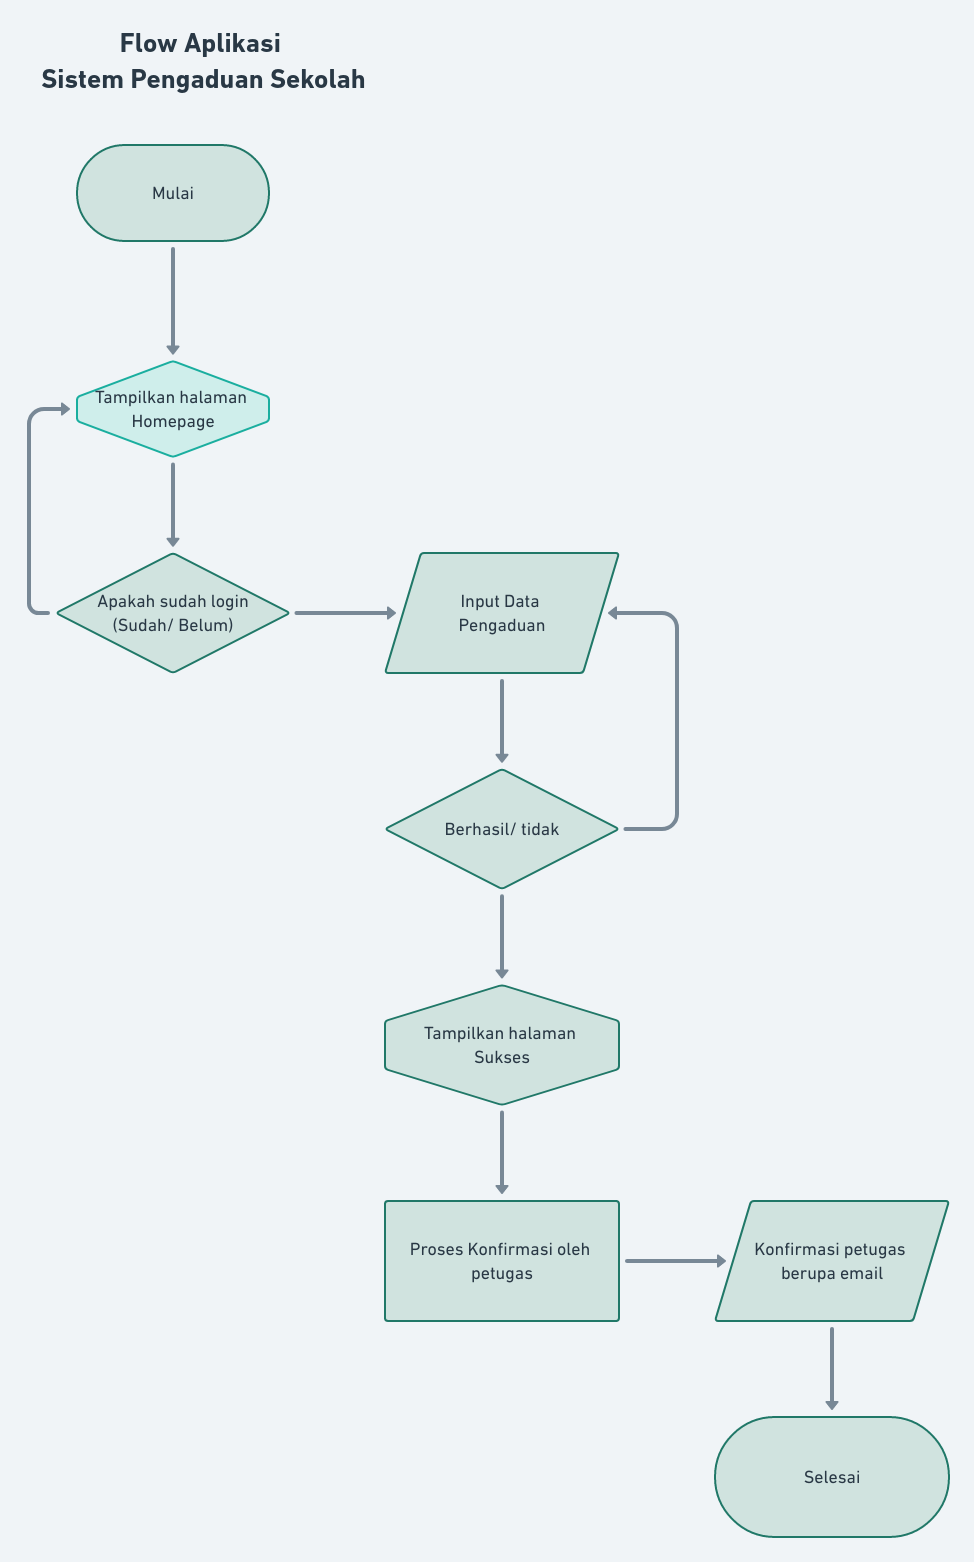 Flow Aplikasi
Sistem Pengaduan Sekolah
Mulai
Tampilkan halaman
Homepage
Apakah sudah login
(Sudah/ Belum)
Input Data
Pengaduan
Berhasil/ tidak
Tampilkan halaman
Sukses
Proses Konfirmasi oleh
petugas
Konfirmasi petugas
berupa email
Selesai